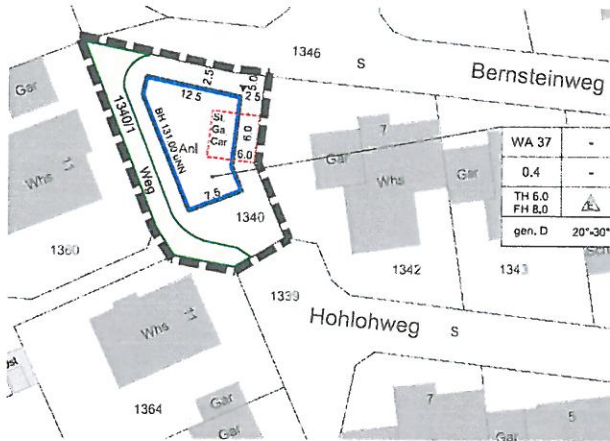 1346
S
Bernsteinweg
Gar
2.5
5.0
12.5
2.5
1340/1
Weg
BH 131.00 üNN
St.
Ga
Car
6.0
Anl
6.0
7.5
1340
Whs
11
1360
7
Gar
Whs
Gar
WA 37 -
0.4 -
TH 6.0
FH 8.0
E
gen. D 20°-30°
1342
1343
1339
Hohlohweg
S
Whs
11
1364
Gar
Gar
7
5
Gar